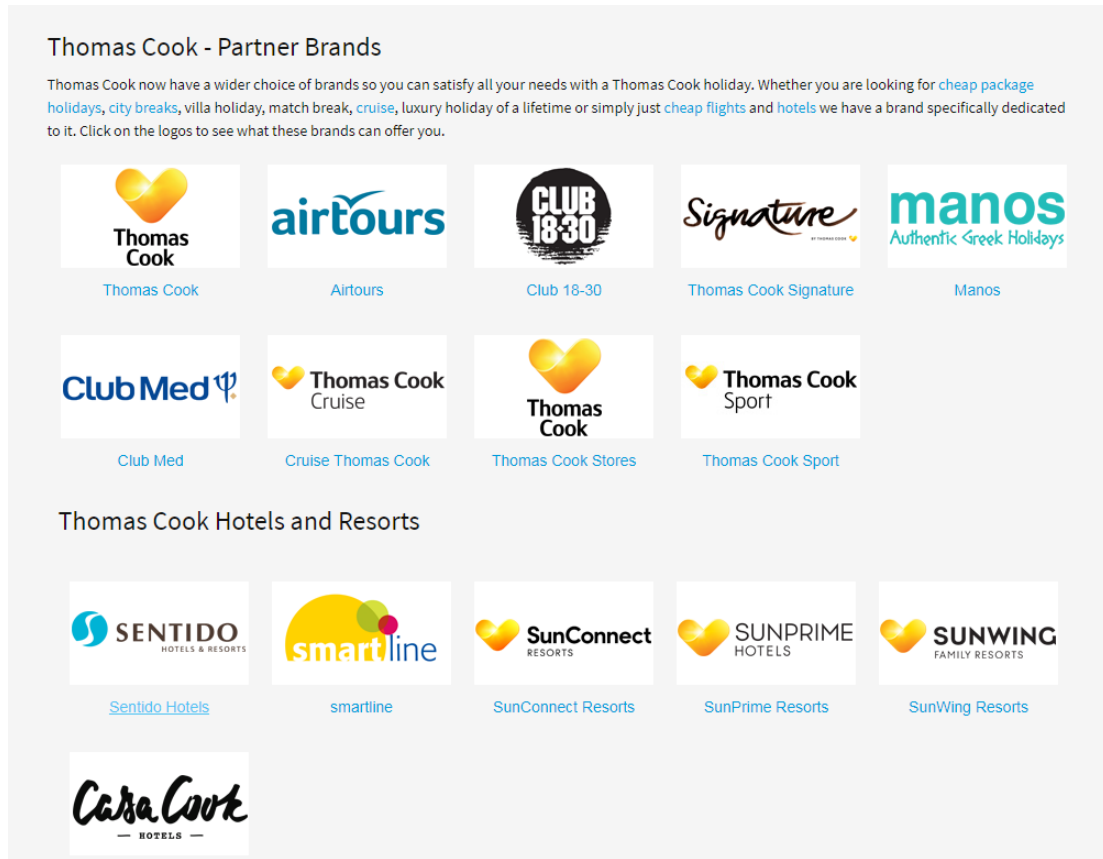 Thomas Cook - Partner Brands
Thomas Cook now have a wider choice of brands so you can satisfy all your needs with a Thomas Cook holiday. Whether you are looking for cheap package
holidays, city breaks, villa holiday, match break, cruise, luxury holiday of a lifetime or simply just cheap flights and hotels we have a brand specifically dedicated
to it. Click on the logos to see what these brands can offer you.
Thomas
Cook
airtours
CLUB
18-30
Signature
BY THOMAS COOK
manos
Authentic Greek Holidays
Thomas Cook
Airtours
Club 18-30
Thomas Cook Signature
Manos
Club Med
Thomas Cook
Cruise
Thomas
Cook
Thomas Cook
Sport
Club Med
Cruise Thomas Cook
Thomas Cook Stores
Thomas Cook Sport
Thomas Cook Hotels and Resorts
SENTIDO
HOTELS & RESORTS
smartline
SunConnect
RESORTS
SUNPRIME
HOTELS
SUNWING
FAMILY RESORTS
Sentido Hotels
smartline
SunConnect Resorts
SunPrime Resorts
SunWing Resorts
Casa Cook
HOTELS